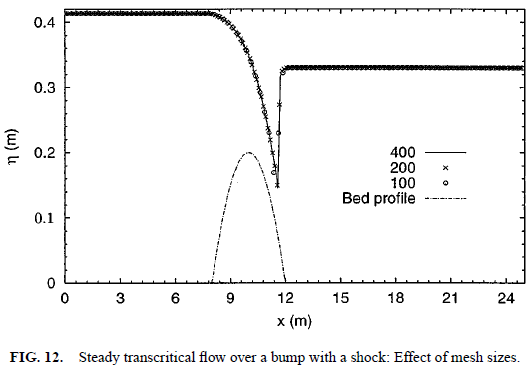 0.4
0.3
0.2
0.1
0
η (m)
400
200
100
Bed profile
0 3 6 9 12 15 18 21 24
x (m)
FIG. 12. Steady transcritical flow over a bump with a shock: Effect of mesh sizes.